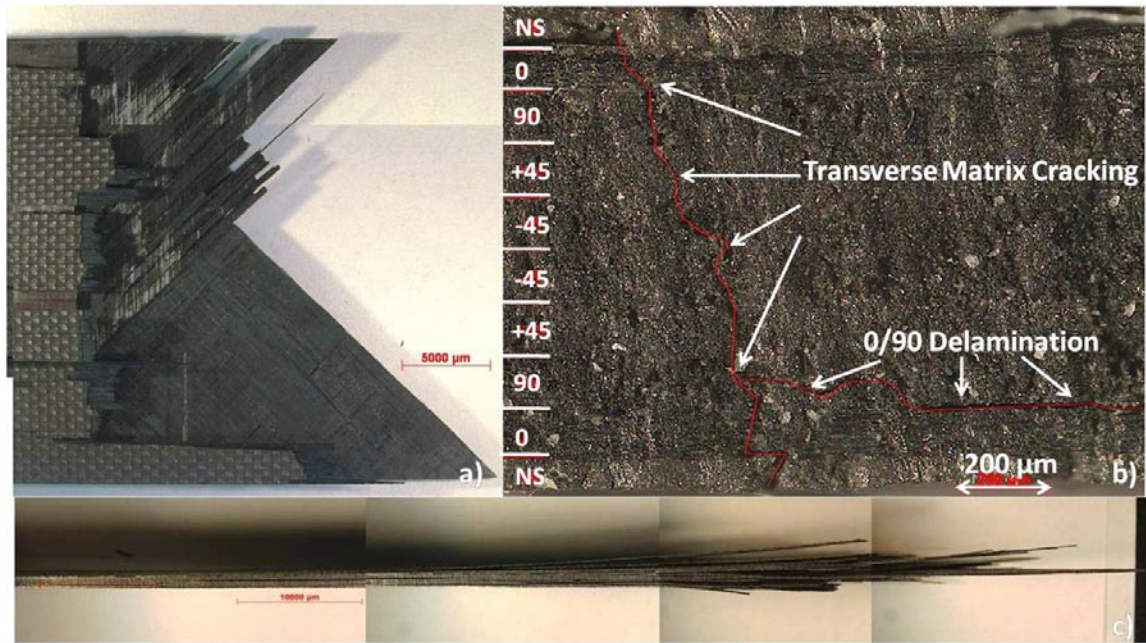 5000 µm
a)
NS
0
90
+45
-45
-45
+45
90
0
NS
Transverse Matrix Cracking
0/90 Delamination
200 µm
b)
10000 µm
c)